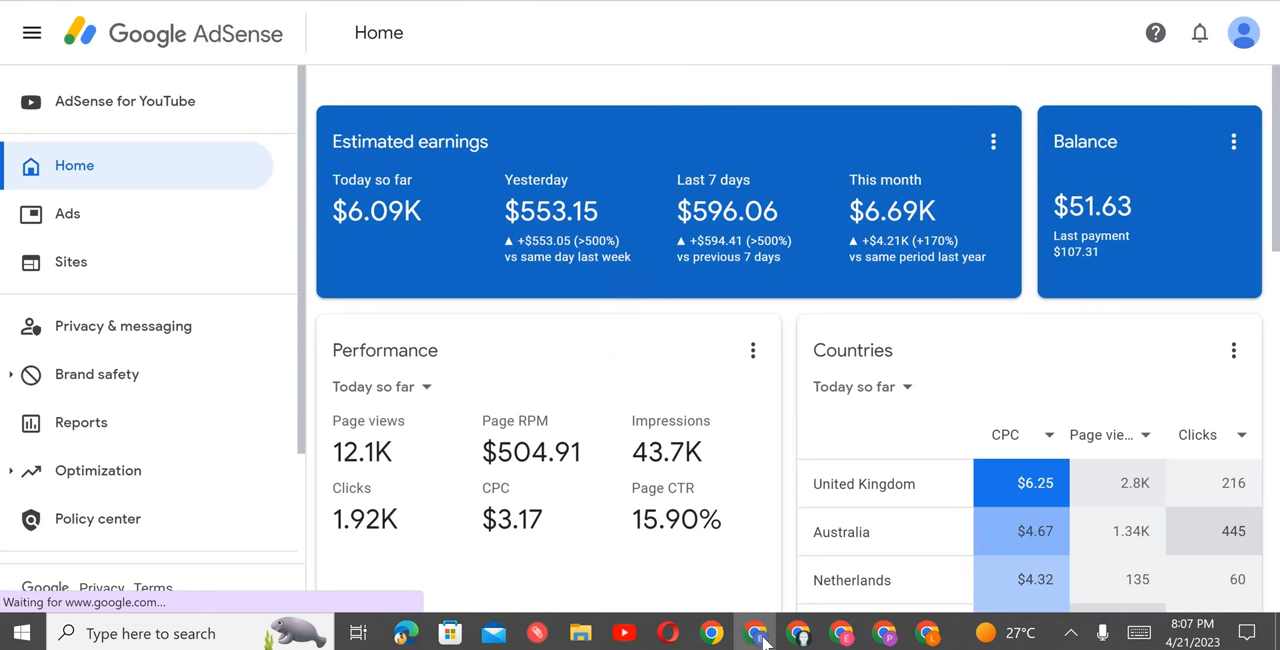 Google AdSense
Home
AdSense for YouTube
Home
Ads
Sites
Privacy & messaging
Brand safety
Reports
Optimization
Policy center
Google Privacy Terms
Waiting for www.google.com...
Estimated earnings
Today so far Yesterday Last 7 days This month
$6.09K $553.15 $596.06 $6.69K
▲ +$553.05 (>500%) ▲ +$594.41 (>500%) ▲ +$4.21K (+170%)
vs same day last week vs previous 7 days vs same period last year
Balance
$51.63
Last payment
$107.31
Performance
Today so far
Page views Page RPM Impressions
12.1K $504.91 43.7K
Clicks CPC Page CTR
1.92K $3.17 15.90%
Countries
Today so far
CPC Page vie... Clicks
United Kingdom $6.25 2.8K 216
Australia $4.67 1.34K 445
Netherlands $4.32 135 60
Type here to search
27°C
8:07 PM
4/21/2023